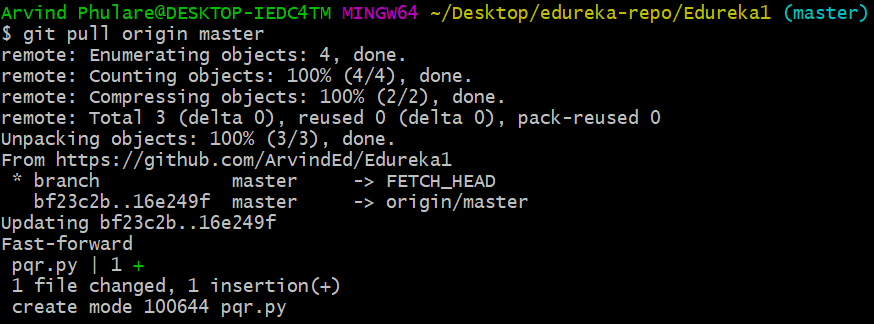 Arvind Phulare@DESKTOP-IEDC4TM MINGW64 ~/Desktop/edureka-repo/Edureka1 (master)
$ git pull origin master
remote: Enumerating objects: 4, done.
remote: Counting objects: 100% (4/4), done.
remote: Compressing objects: 100% (2/2), done.
remote: Total 3 (delta 0), reused 0 (delta 0), pack-reused 0
Unpacking objects: 100% (3/3), done.
From https://github.com/ArvindEd/Edureka1
 * branch            master     -> FETCH_HEAD
   bf23c2b..16e249f  master     -> origin/master
Updating bf23c2b..16e249f
Fast-forward
 pqr.py | 1 +
 1 file changed, 1 insertion(+)
 create mode 100644 pqr.py